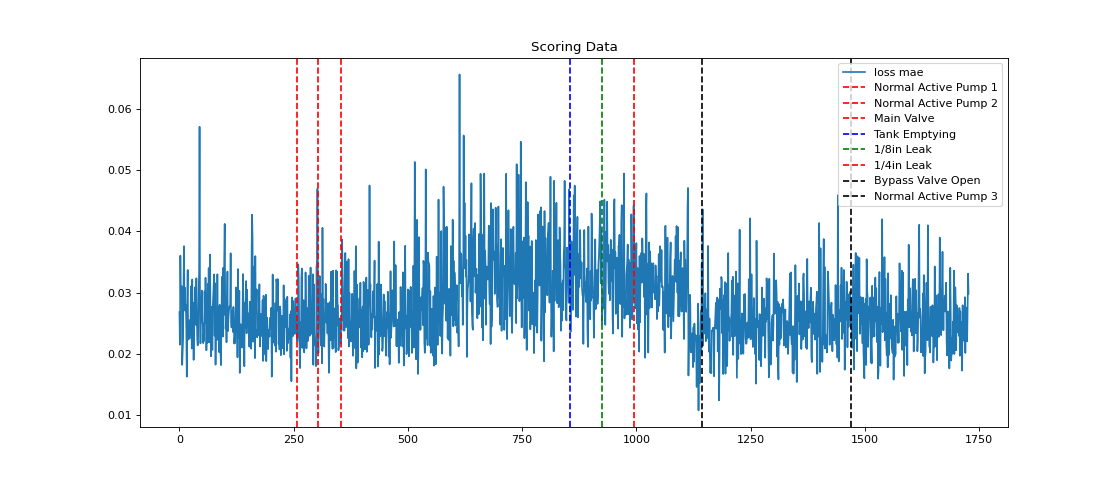 Scoring Data
loss mae
Normal Active Pump 1
Normal Active Pump 2
Main Valve
Tank Emptying
1/8in Leak
1/4in Leak
Bypass Valve Open
Normal Active Pump 3
0.06
0.05
0.04
0.03
0.02
0.01
0 250 500 750 1000 1250 1500 1750